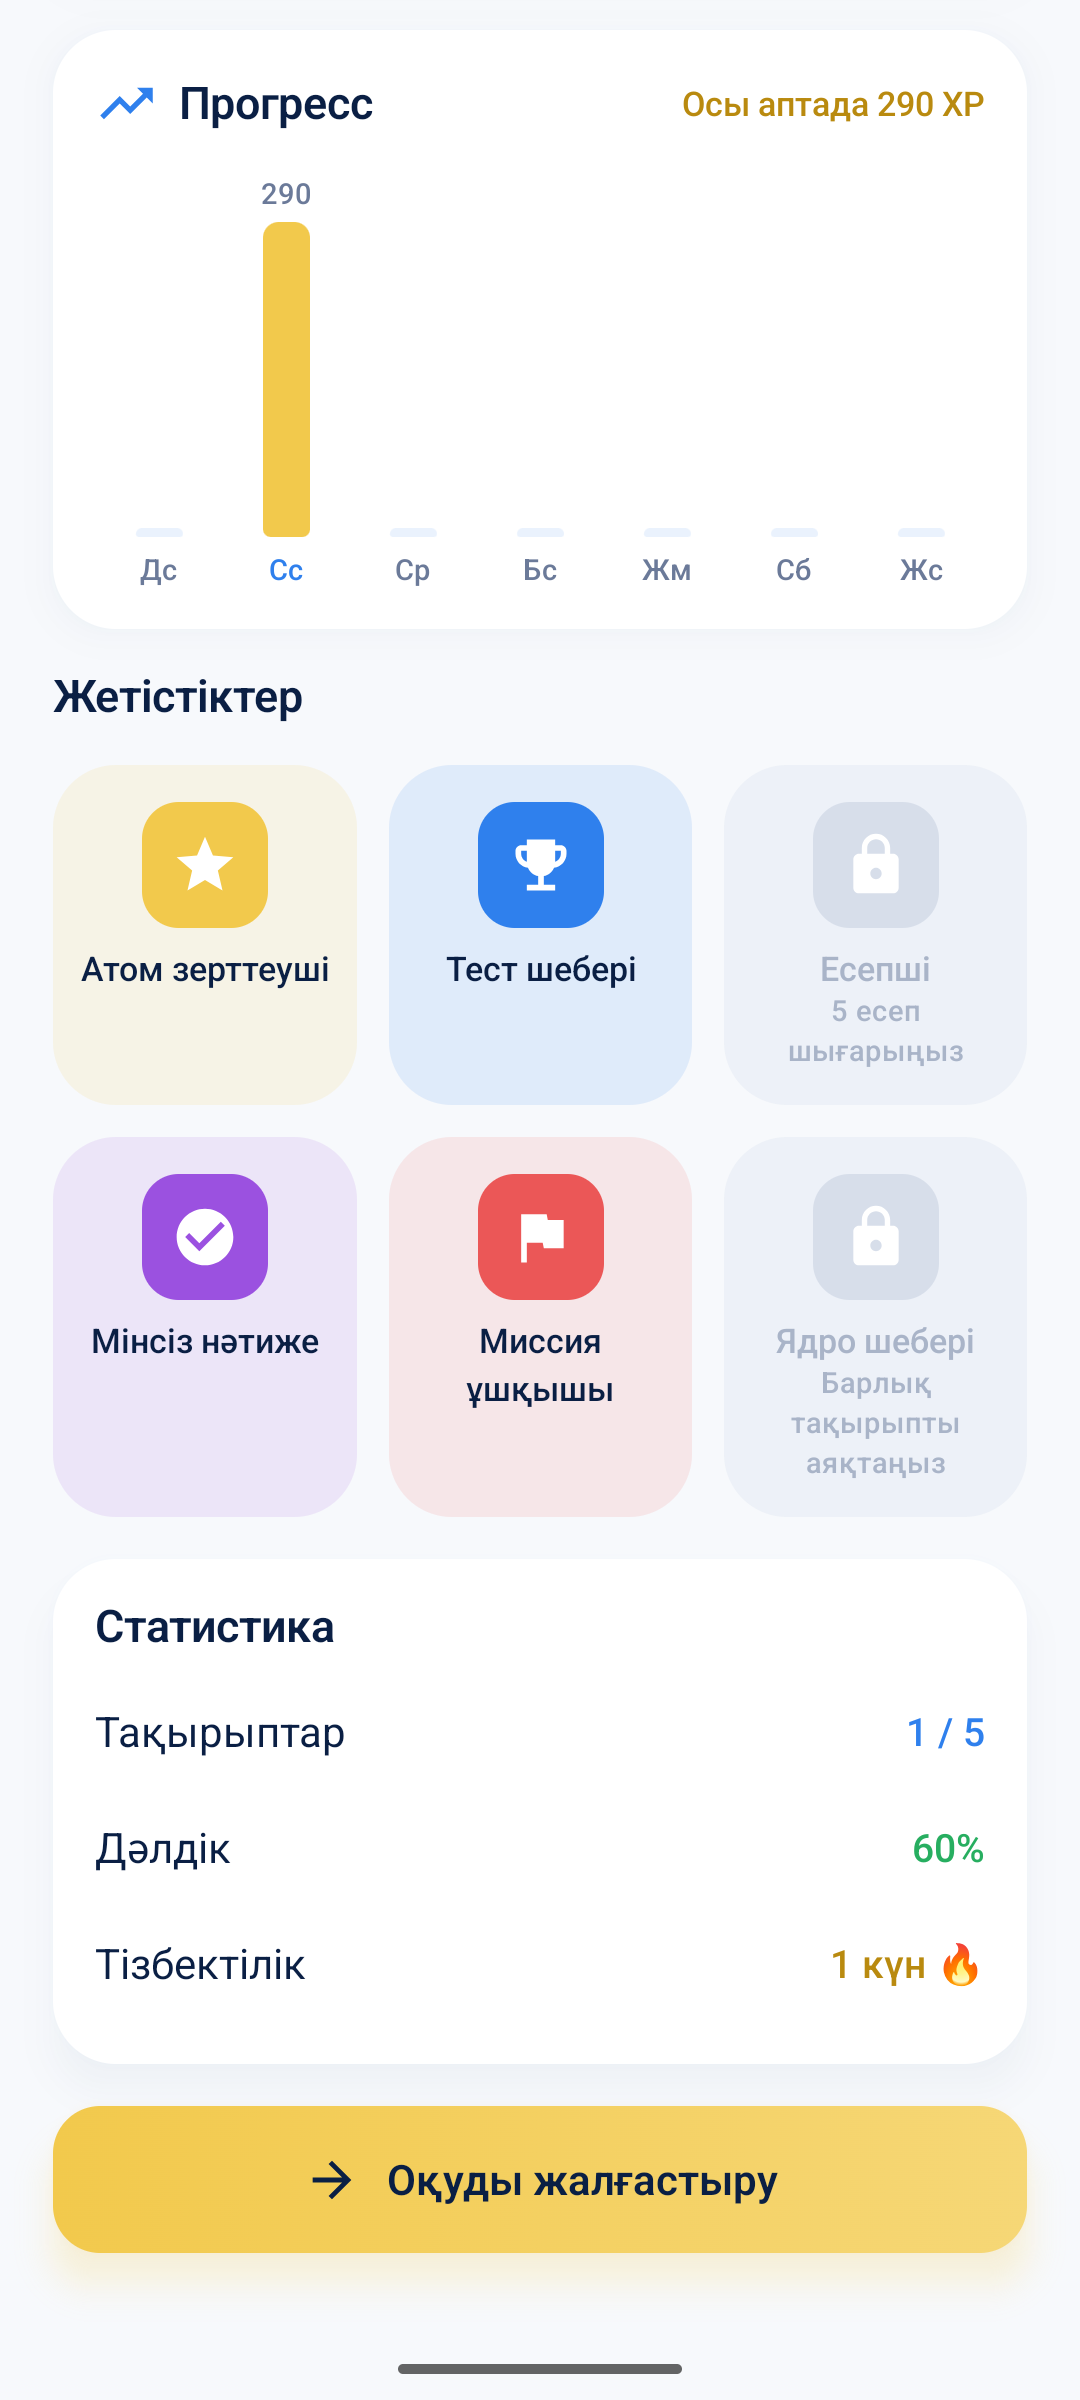 Прогресс
Осы аптада 290 XP
290
Дс
Сс
Ср
Бс
Жм
Сб
Жс
Жетістіктер
Атом зерттеуші
Тест шебері
Есепші
5 есеп
шығарыңыз
Мінсіз нәтиже
Миссия
ұшқышы
Ядро шебері
Барлық
тақырыпты
аяқтаңыз
Статистика
Тақырыптар
1 / 5
Дәлдік
60%
Тізбектілік
1 күн 🔥
Оқуды жалғастыру